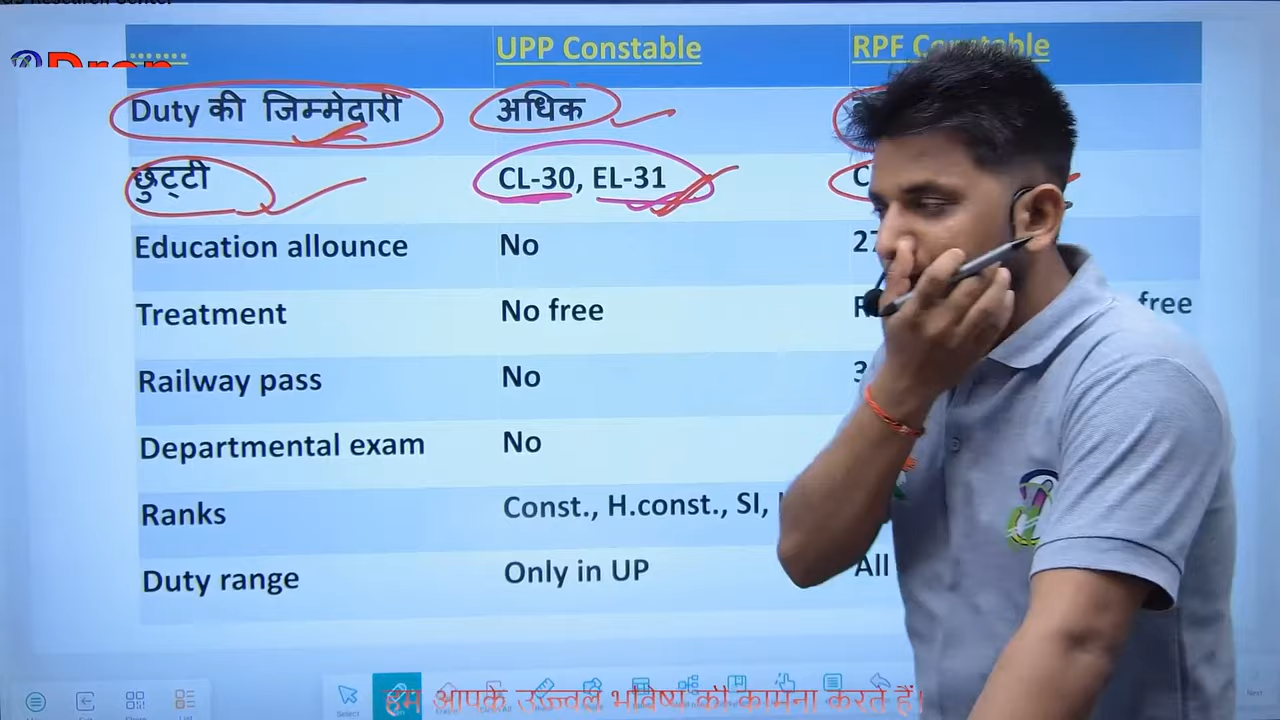 UPP Constable RPF Constable
Duty की जिम्मेदारी अधिक
छुट्टी CL-30, EL-31
Education allounce No
Treatment No free free
Railway pass No
Departmental exam No
Ranks Const., H.const., SI,
Duty range Only in UP All
हम आपके उज्ज्वल भविष्य की कामना करते हैं।
Select
Next